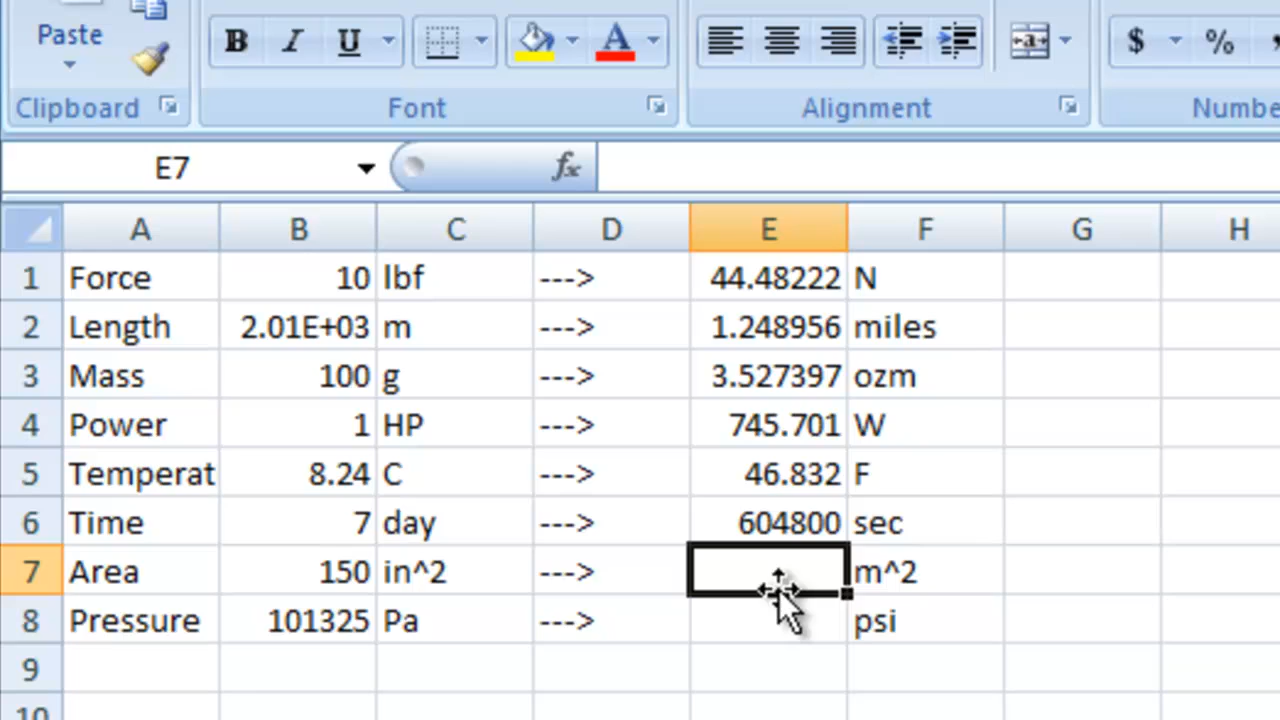 Paste
B I U A $ %
Clipboard Font Alignment Numbe
E7 fx
A B C D E F G H
1 Force 10 lbf ---> 44.48222 N
2 Length 2.01E+03 m ---> 1.248956 miles
3 Mass 100 g ---> 3.527397 ozm
4 Power 1 HP ---> 745.701 W
5 Temperat 8.24 C ---> 46.832 F
6 Time 7 day ---> 604800 sec
7 Area 150 in^2 ---> m^2
8 Pressure 101325 Pa ---> psi
9
10